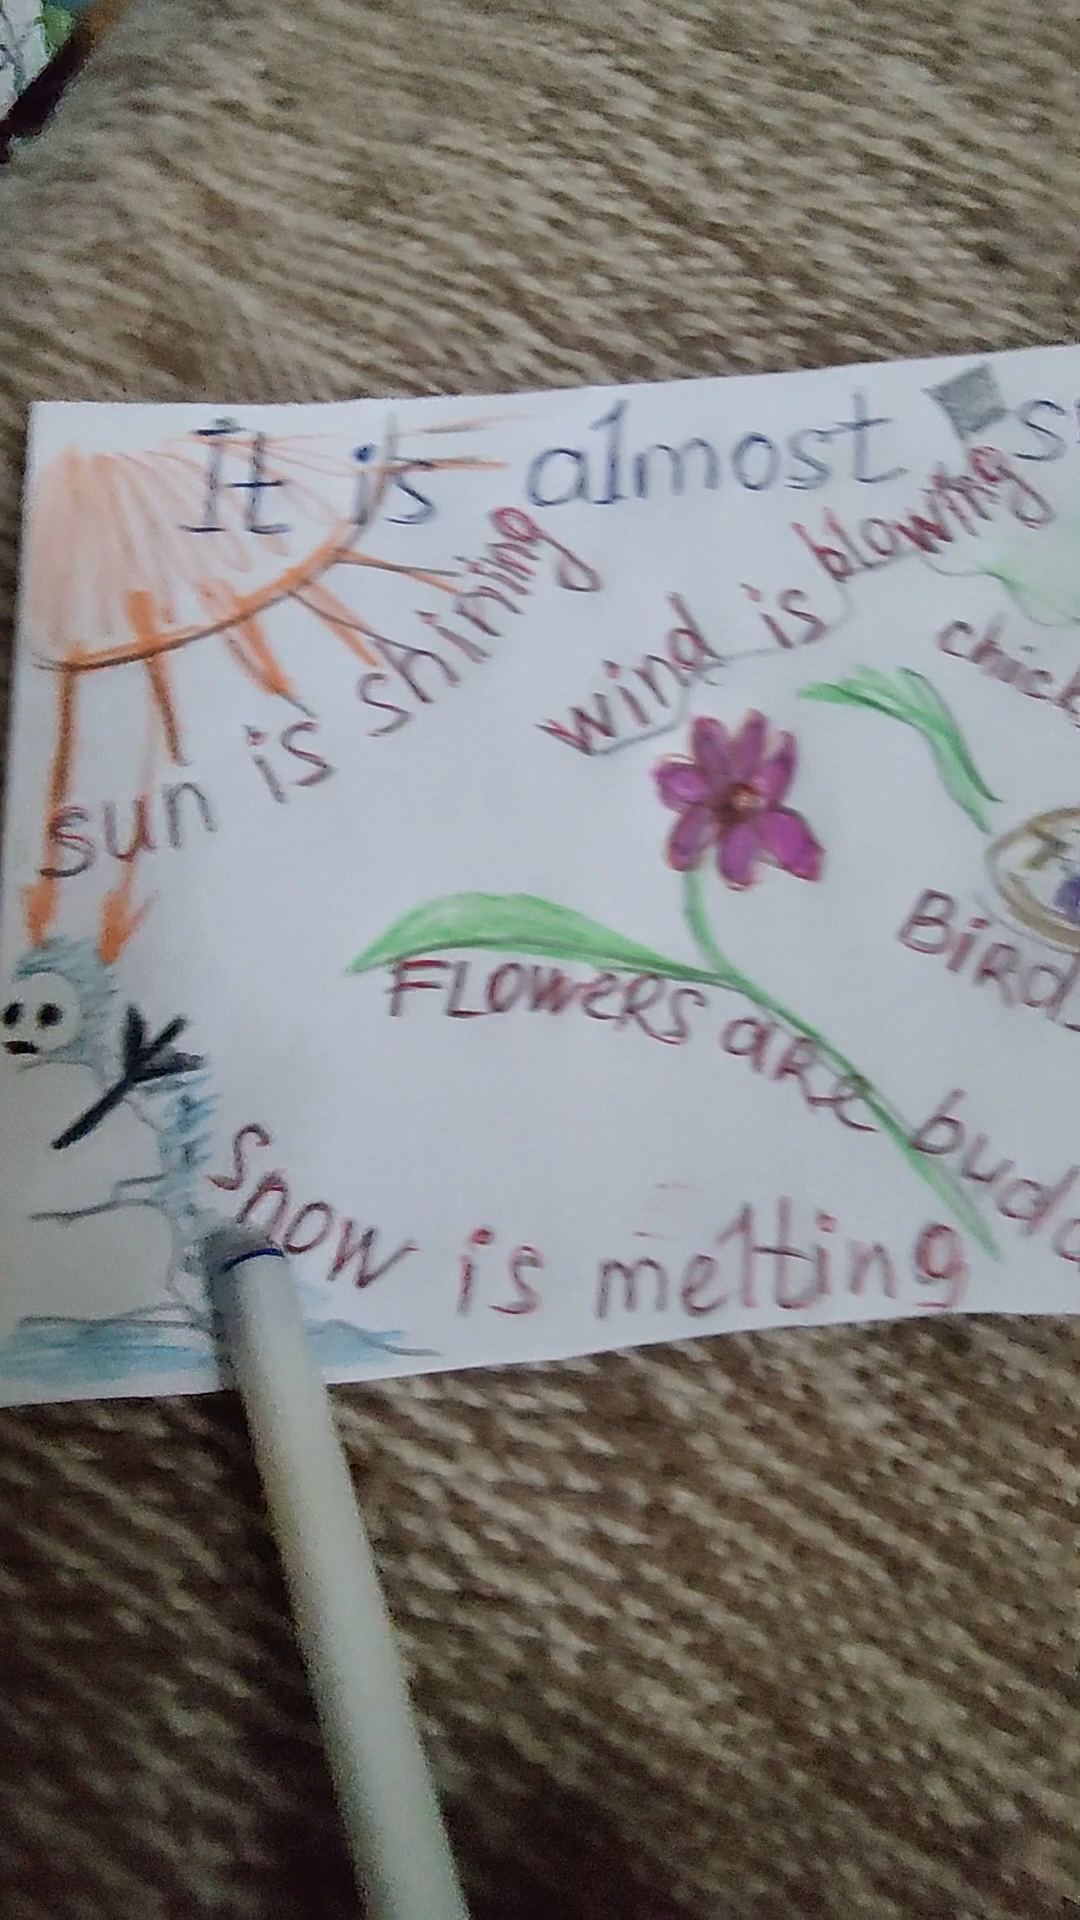 It is almost
sun is shining
wind is blowing
Flowers are
snow is melting